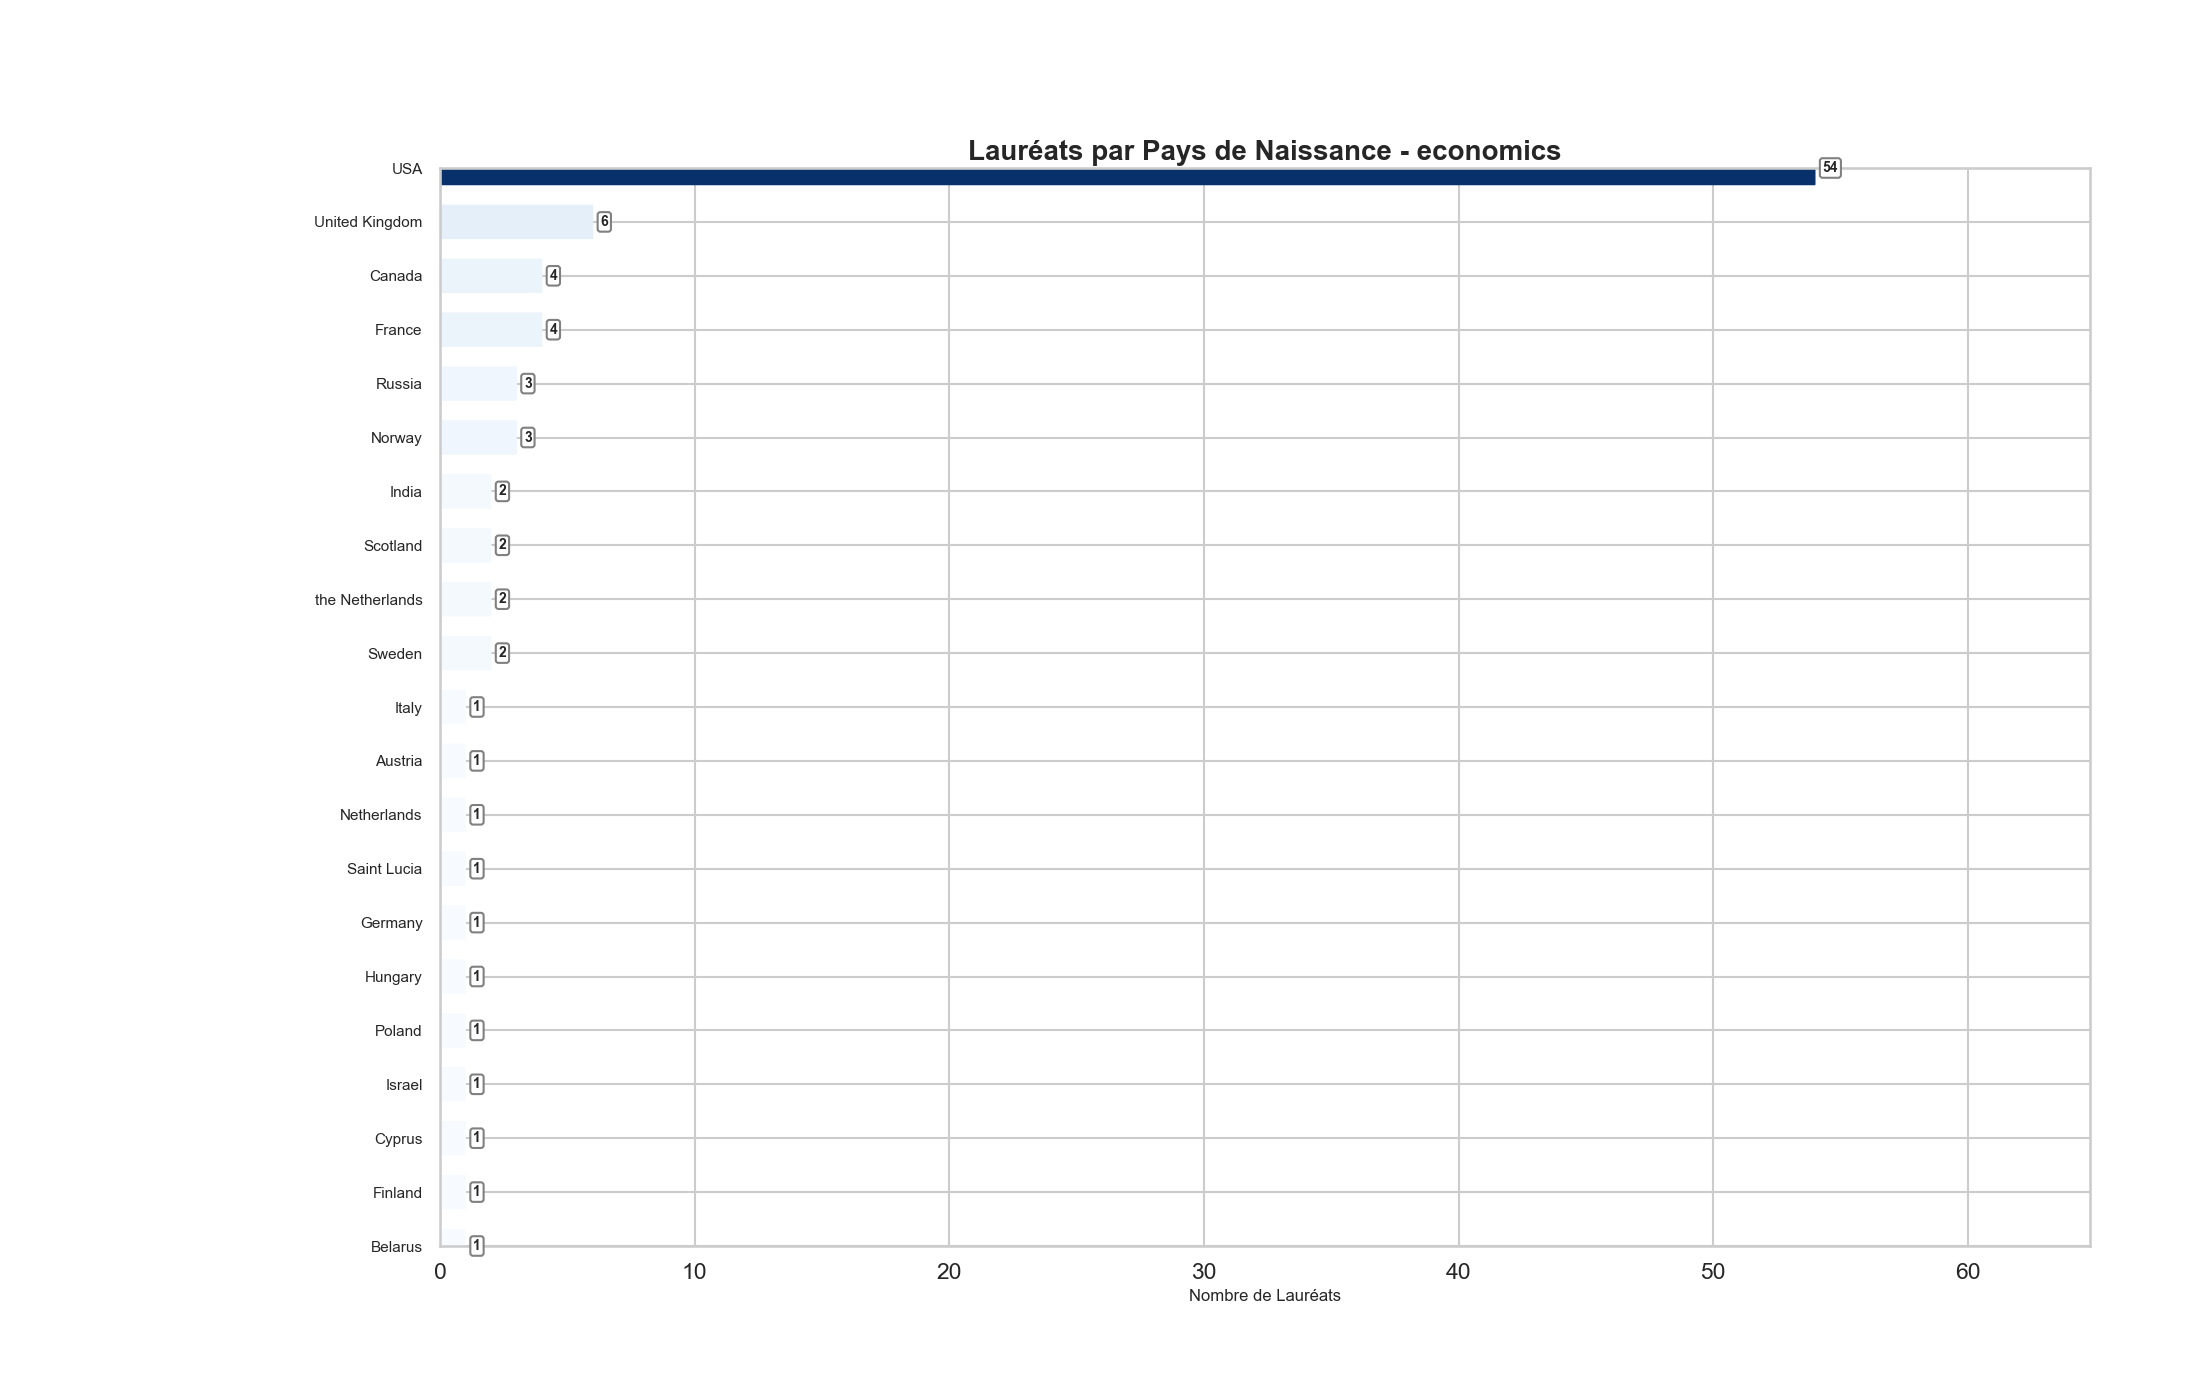 Lauréats par Pays de Naissance - economics
USA 54
United Kingdom 6
Canada 4
France 4
Russia 3
Norway 3
India 2
Scotland 2
the Netherlands 2
Sweden 2
Italy 1
Austria 1
Netherlands 1
Saint Lucia 1
Germany 1
Hungary 1
Poland 1
Israel 1
Cyprus 1
Finland 1
Belarus 1
0 10 20 30 40 50 60
Nombre de Lauréats